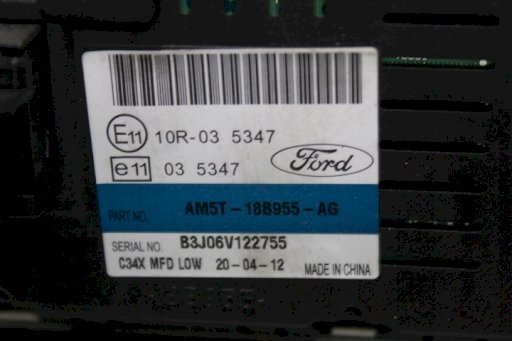 E11 10R-03 5347
e11 03 5347
Ford
PART NO. AM5T-18B955-AG
SERIAL NO. B3J06V122755
C34X MFD LOW 20-04-12 MADE IN CHINA